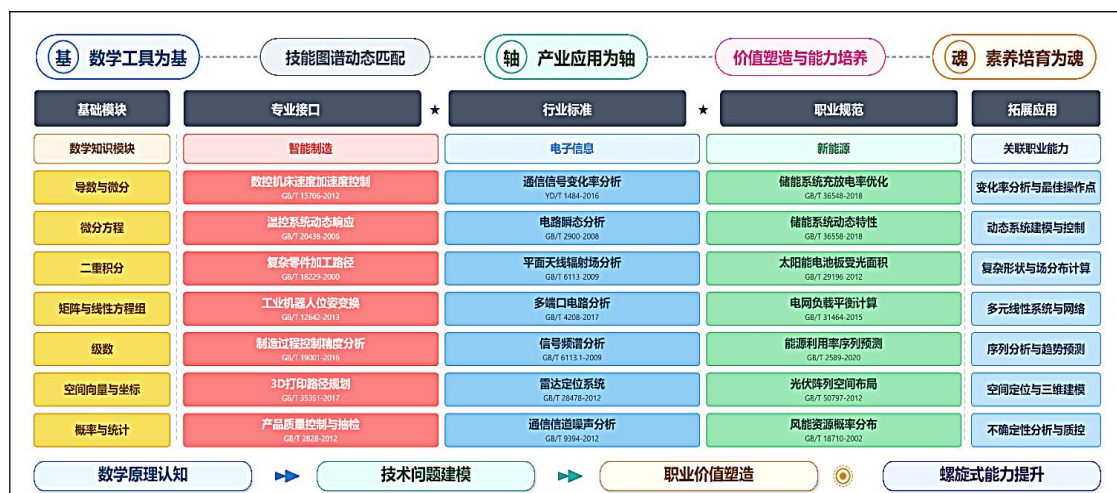 基 数学工具为基 技能图谱动态匹配 轴 产业应用为轴 价值塑造与能力培养 魂 素养培育为魂
基础模块 专业接口 ★ 行业标准 ★ 职业规范 拓展应用
数学知识模块 智能制造 电子信息 新能源 关联职业能力
导数与微分 数控机床速度加速度控制 通信信号变化率分析 储能系统充放电率优化 变化率分析与最佳操作点
GB/T 15706-2012 YD/T 1484-2016 GB/T 36548-2018
微分方程 温控系统动态响应 电路瞬态分析 储能系统动态特性 动态系统建模与控制
GB/T 20438-2006 GB/T 2900-2008 GB/T 36558-2018
二重积分 复杂零件加工路径 平面天线辐射场分析 太阳能电池板受光面积 复杂形状与场分布计算
GB/T 18229-2000 GB/T 6113-2009 GB/T 29196-2012
矩阵与线性方程组 工业机器人位姿变换 多端口电路分析 电网负载平衡计算 多元线性系统与网络
GB/T 12642-2013 GB/T 4208-2017 GB/T 31464-2015
级数 制造过程控制精度分析 信号频谱分析 能源利用率序列预测 序列分析与趋势预测
GB/T 19001-2016 GB/T 6113.1-2009 GB/T 2589-2020
空间向量与坐标 3D打印路径规划 雷达定位系统 光伏阵列空间布局 空间定位与三维建模
GB/T 35351-2017 GB/T 28478-2012 GB/T 50797-2012
概率与统计 产品质量控制与抽检 通信信道噪声分析 风能资源概率分布 不确定性分析与质控
GB/T 2828-2012 GB/T 9394-2012 GB/T 18710-2002
数学原理认知 技术问题建模 职业价值塑造 螺旋式能力提升